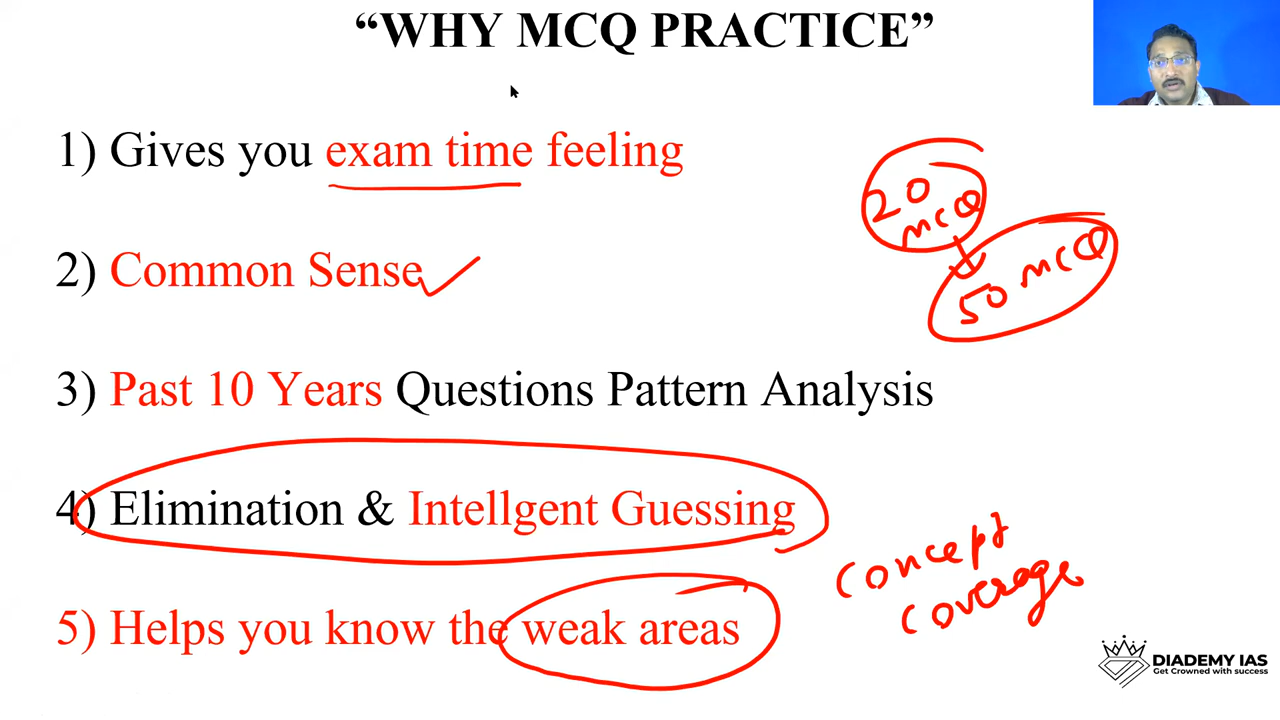 “WHY MCQ PRACTICE”
1) Gives you exam time feeling
20
MCQ
2) Common Sense
50 MCQ
3) Past 10 Years Questions Pattern Analysis
4) Elimination & Intellgent Guessing
concept
coverage
5) Helps you know the weak areas
DIADEMY IAS
Get Crowned with success